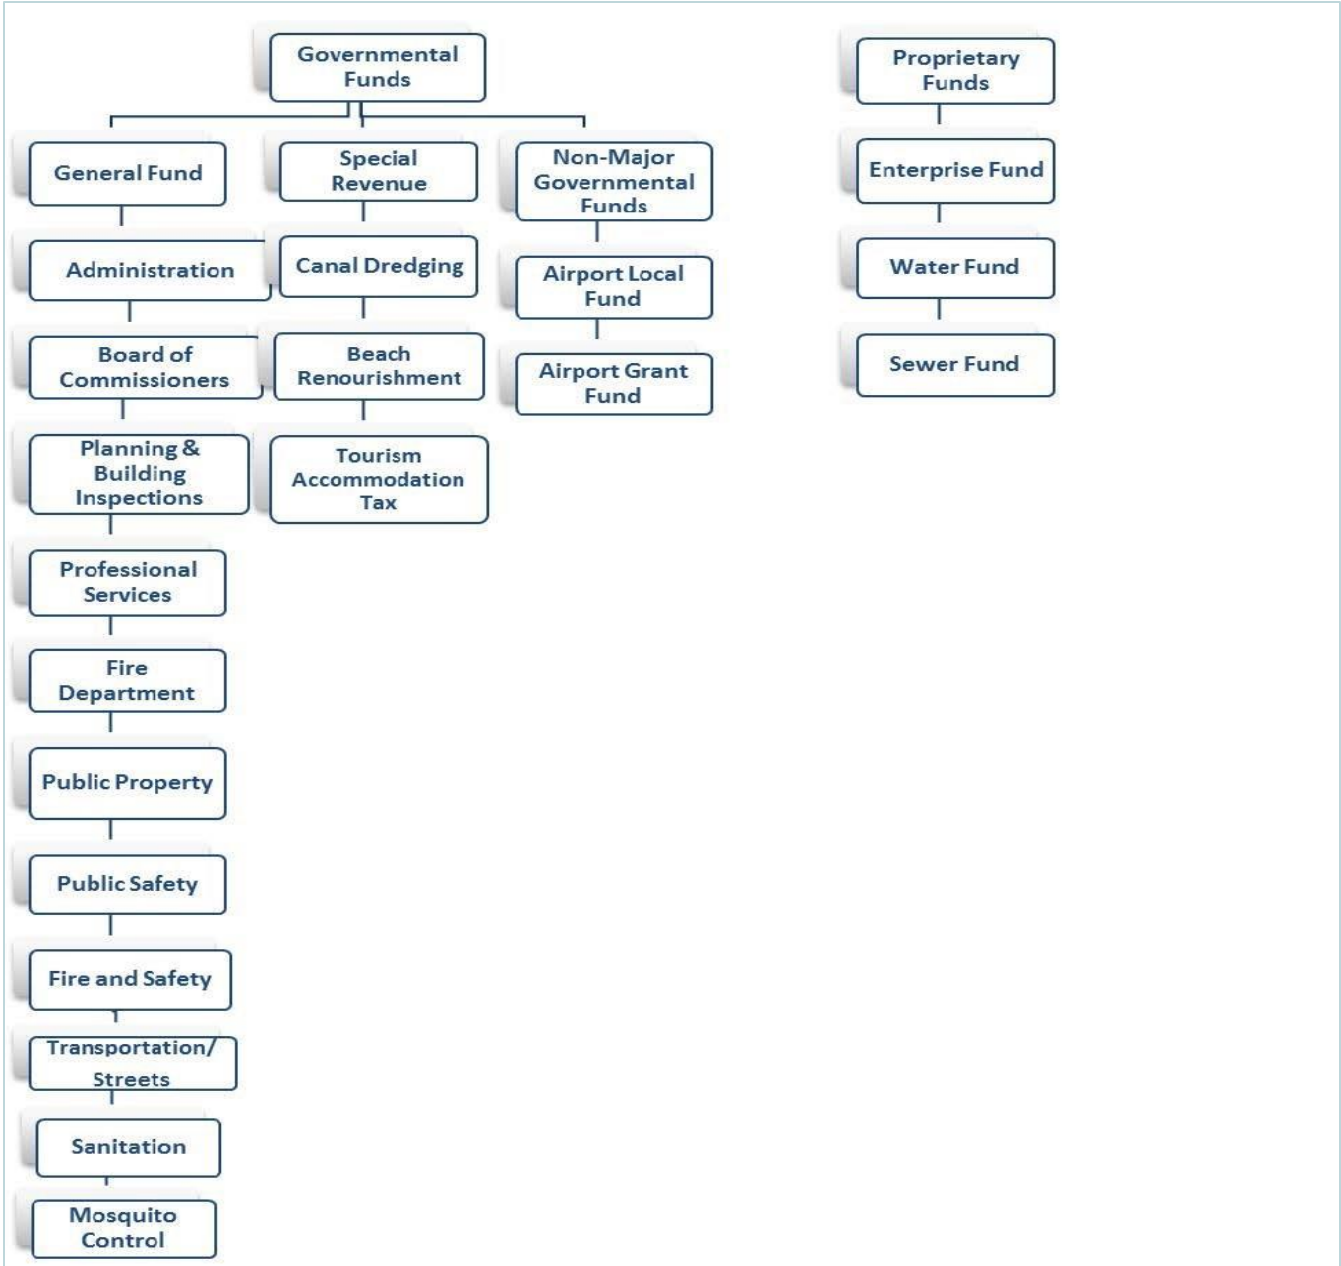 Governmental
Funds
General Fund
Administration
Board of
Commissioners
Planning &
Building
Inspections
Professional
Services
Fire
Department
Public Property
Public Safety
Fire and Safety
Transportation/
Streets
Sanitation
Mosquito
Control
Special
Revenue
Canal Dredging
Beach
Renourishment
Tourism
Accommodation
Tax
Non-Major
Governmental
Funds
Airport Local
Fund
Airport Grant
Fund
Proprietary
Funds
Enterprise Fund
Water Fund
Sewer Fund